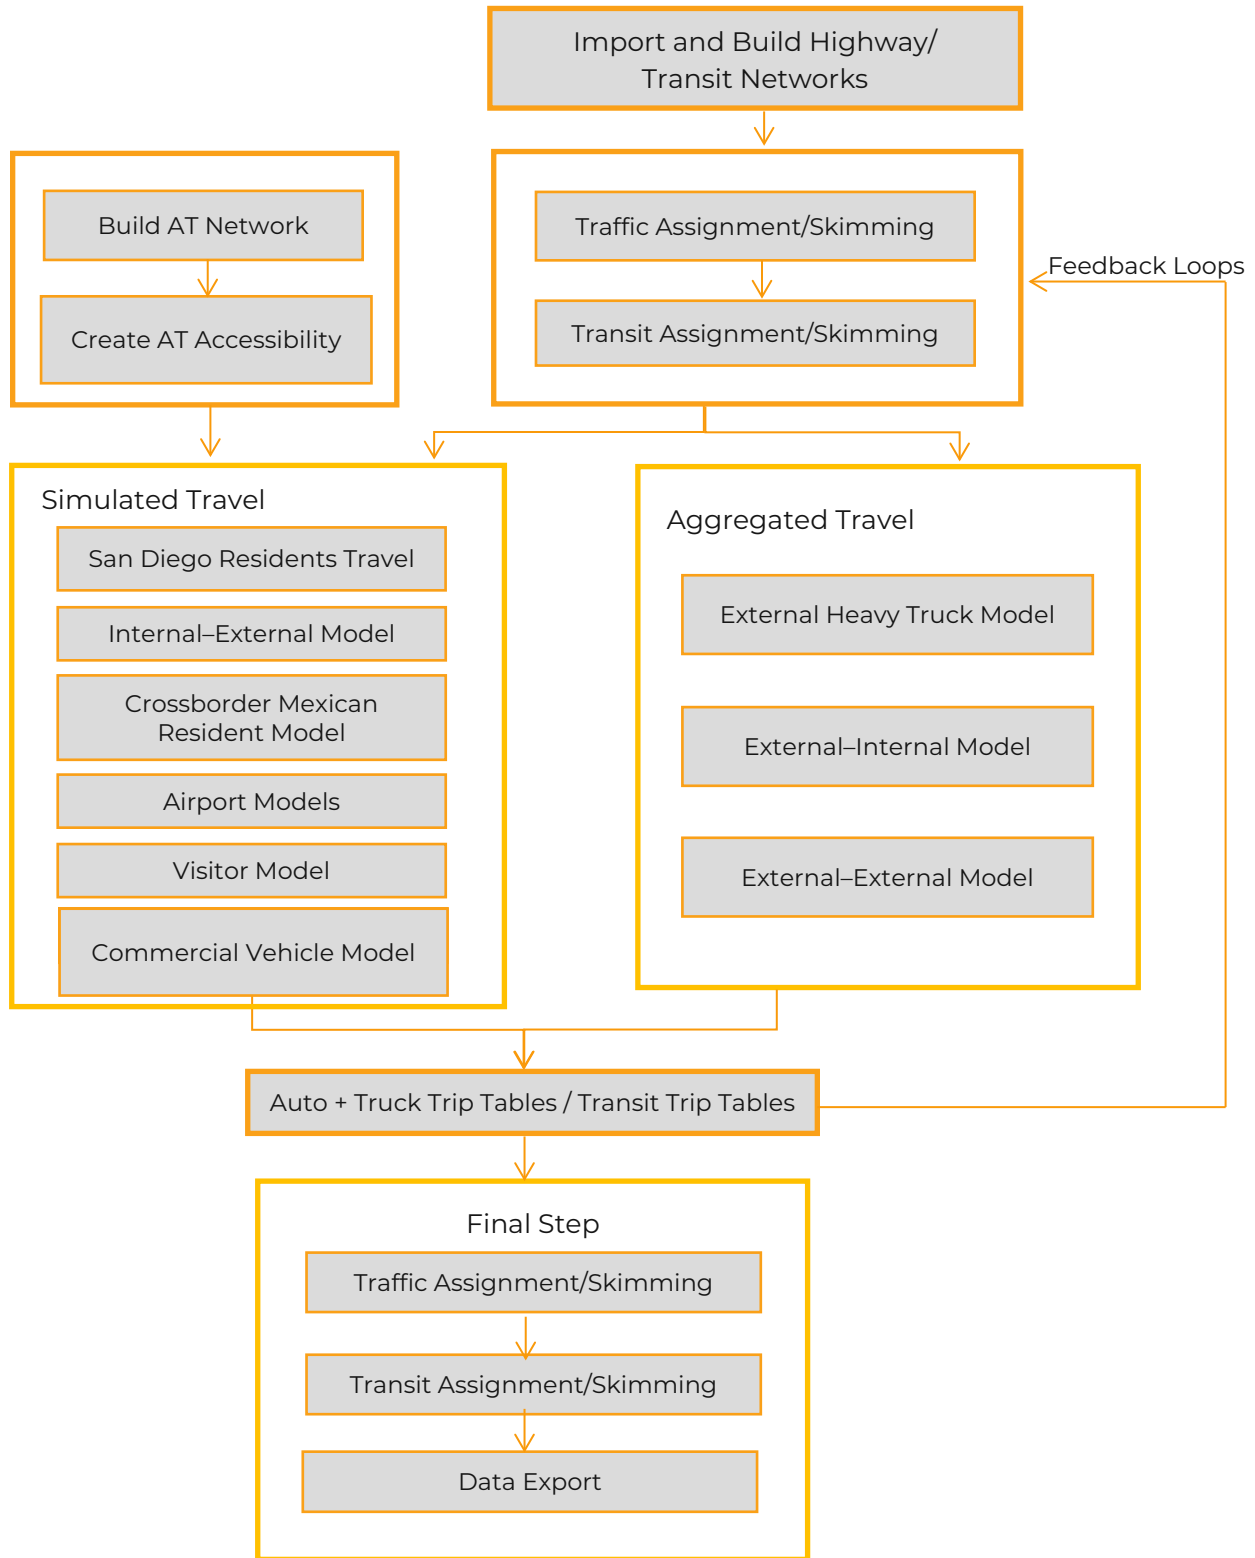 Import and Build Highway/
Transit Networks
Build AT Network
Create AT Accessibility
Traffic Assignment/Skimming
Transit Assignment/Skimming
Feedback Loops
Simulated Travel
San Diego Residents Travel
Internal–External Model
Crossborder Mexican
Resident Model
Airport Models
Visitor Model
Commercial Vehicle Model
Aggregated Travel
External Heavy Truck Model
External–Internal Model
External–External Model
Auto + Truck Trip Tables / Transit Trip Tables
Final Step
Traffic Assignment/Skimming
Transit Assignment/Skimming
Data Export